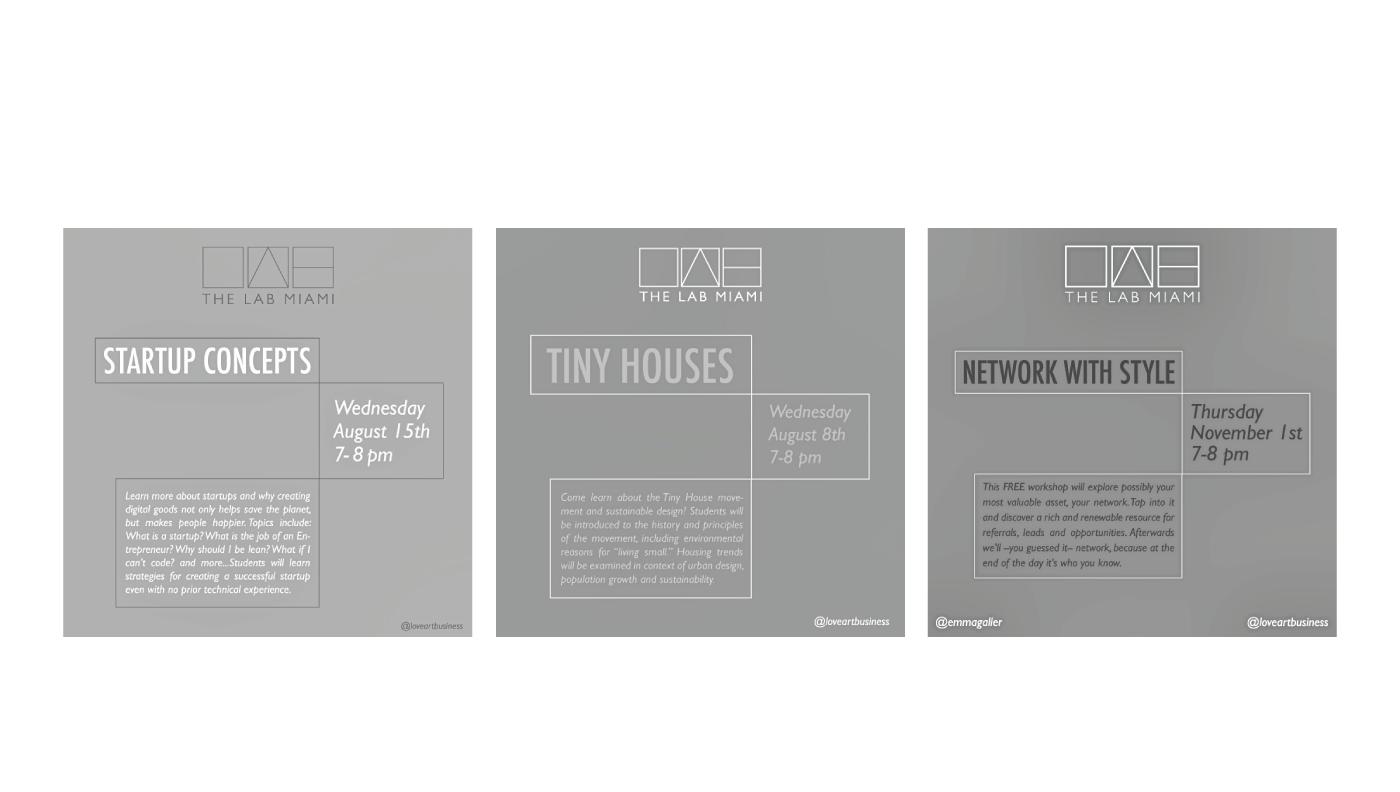 THE LAB MIAMI
STARTUP CONCEPTS
Wednesday
August 15th
7-8 pm
Learn more about startups and why creating
digital goods not only helps save the planet,
but makes people happier. Topics include:
What is a startup? What is the job of an En-
trepreneur? Why should I be lean? What if I
can't code? and more...Students will learn
strategies for creating a successful startup
even with no prior technical experience.
@loveartbusiness
THE LAB MIAMI
TINY HOUSES
Wednesday
August 8th
7-8 pm
Come learn about the Tiny House move-
ment and sustainable design! Students will
be introduced to the history and principles
of the movement, including environmental
reasons for "living small." Housing trends
will be examined in context of urban design,
population growth and sustainability.
@loveartbusiness
THE LAB MIAMI
NETWORK WITH STYLE
Thursday
November 1st
7-8 pm
This FREE workshop will explore possibly your
most valuable asset, your network. Tap into it
and discover a rich and renewable resource for
referrals, leads and opportunities. Afterwards
we'll –you guessed it– network, because at the
end of the day it's who you know.
@emmagalier
@loveartbusiness